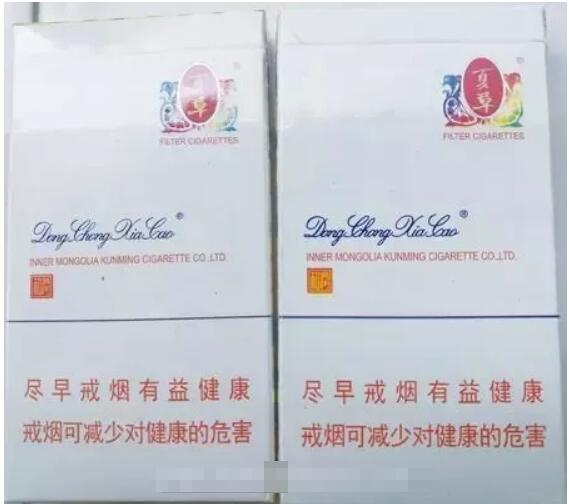 夏草
®
FILTER CIGARETTES
Dong Chong Xia Cao ®
INNER MONGOLIA KUNMING CIGARETTE CO.,LTD.
尽早戒烟有益健康
戒烟可减少对健康的危害
夏草
®
FILTER CIGARETTES
Dong Chong Xia Cao ®
INNER MONGOLIA KUNMING CIGARETTE CO.,LTD.
尽早戒烟有益健康
戒烟可减少对健康的危害